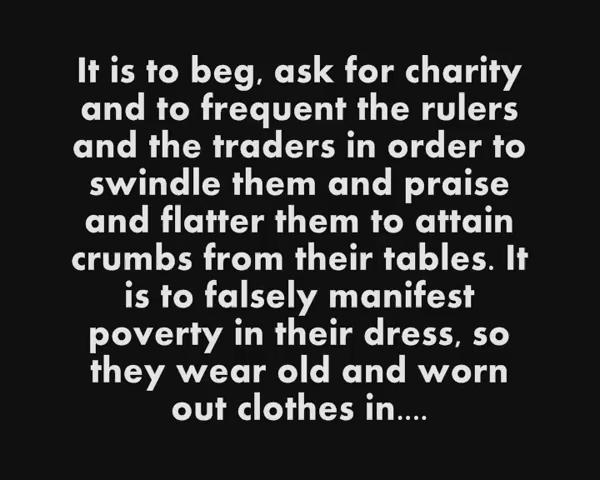 It is to beg, ask for charity
and to frequent the rulers
and the traders in order to
swindle them and praise
and flatter them to attain
crumbs from their tables. It
is to falsely manifest
poverty in their dress, so
they wear old and worn
out clothes in....